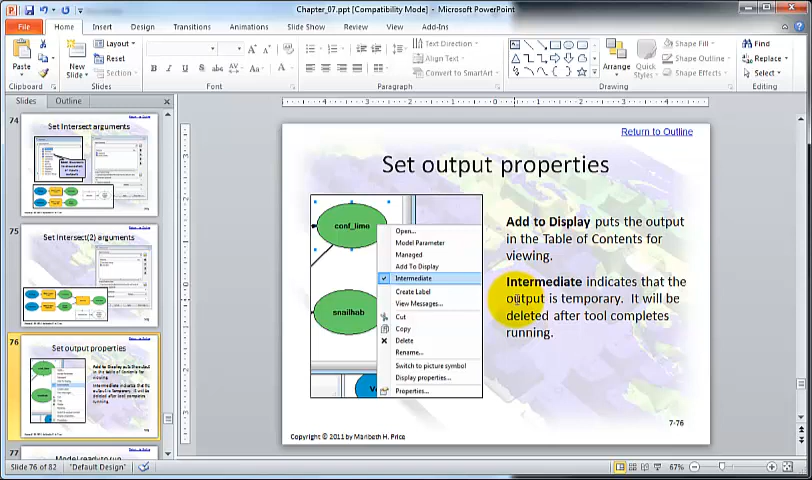 Chapter_07.ppt [Compatibility Mode] - Microsoft PowerPoint
File Home Insert Design Transitions Animations Slide Show Review View Add-Ins
Paste
Clipboard
New
Slide
Layout
Reset
Section
Slides
Font
Paragraph
Text Direction
Align Text
Convert to SmartArt
Arrange
Quick
Styles
Shape Fill
Shape Outline
Shape Effects
Drawing
Find
Replace
Select
Editing
Slides Outline
74
Set Intersect arguments
75
Set Intersect(2) arguments
76
Set output properties
77
Model ready to run
Return to Outline
Set output properties
conf_limo
snailhab
Open...
Model Parameter
Managed
Add To Display
Intermediate
Create Label
View Messages...
Cut
Copy
Delete
Rename...
Switch to picture symbol
Display properties...
Properties...
Add to Display puts the output
in the Table of Contents for
viewing.
Intermediate indicates that the
output is temporary. It will be
deleted after tool completes
running.
7-76
Copyright © 2011 by Maribeth H. Price
Slide 76 of 82 "Default Design" 67%